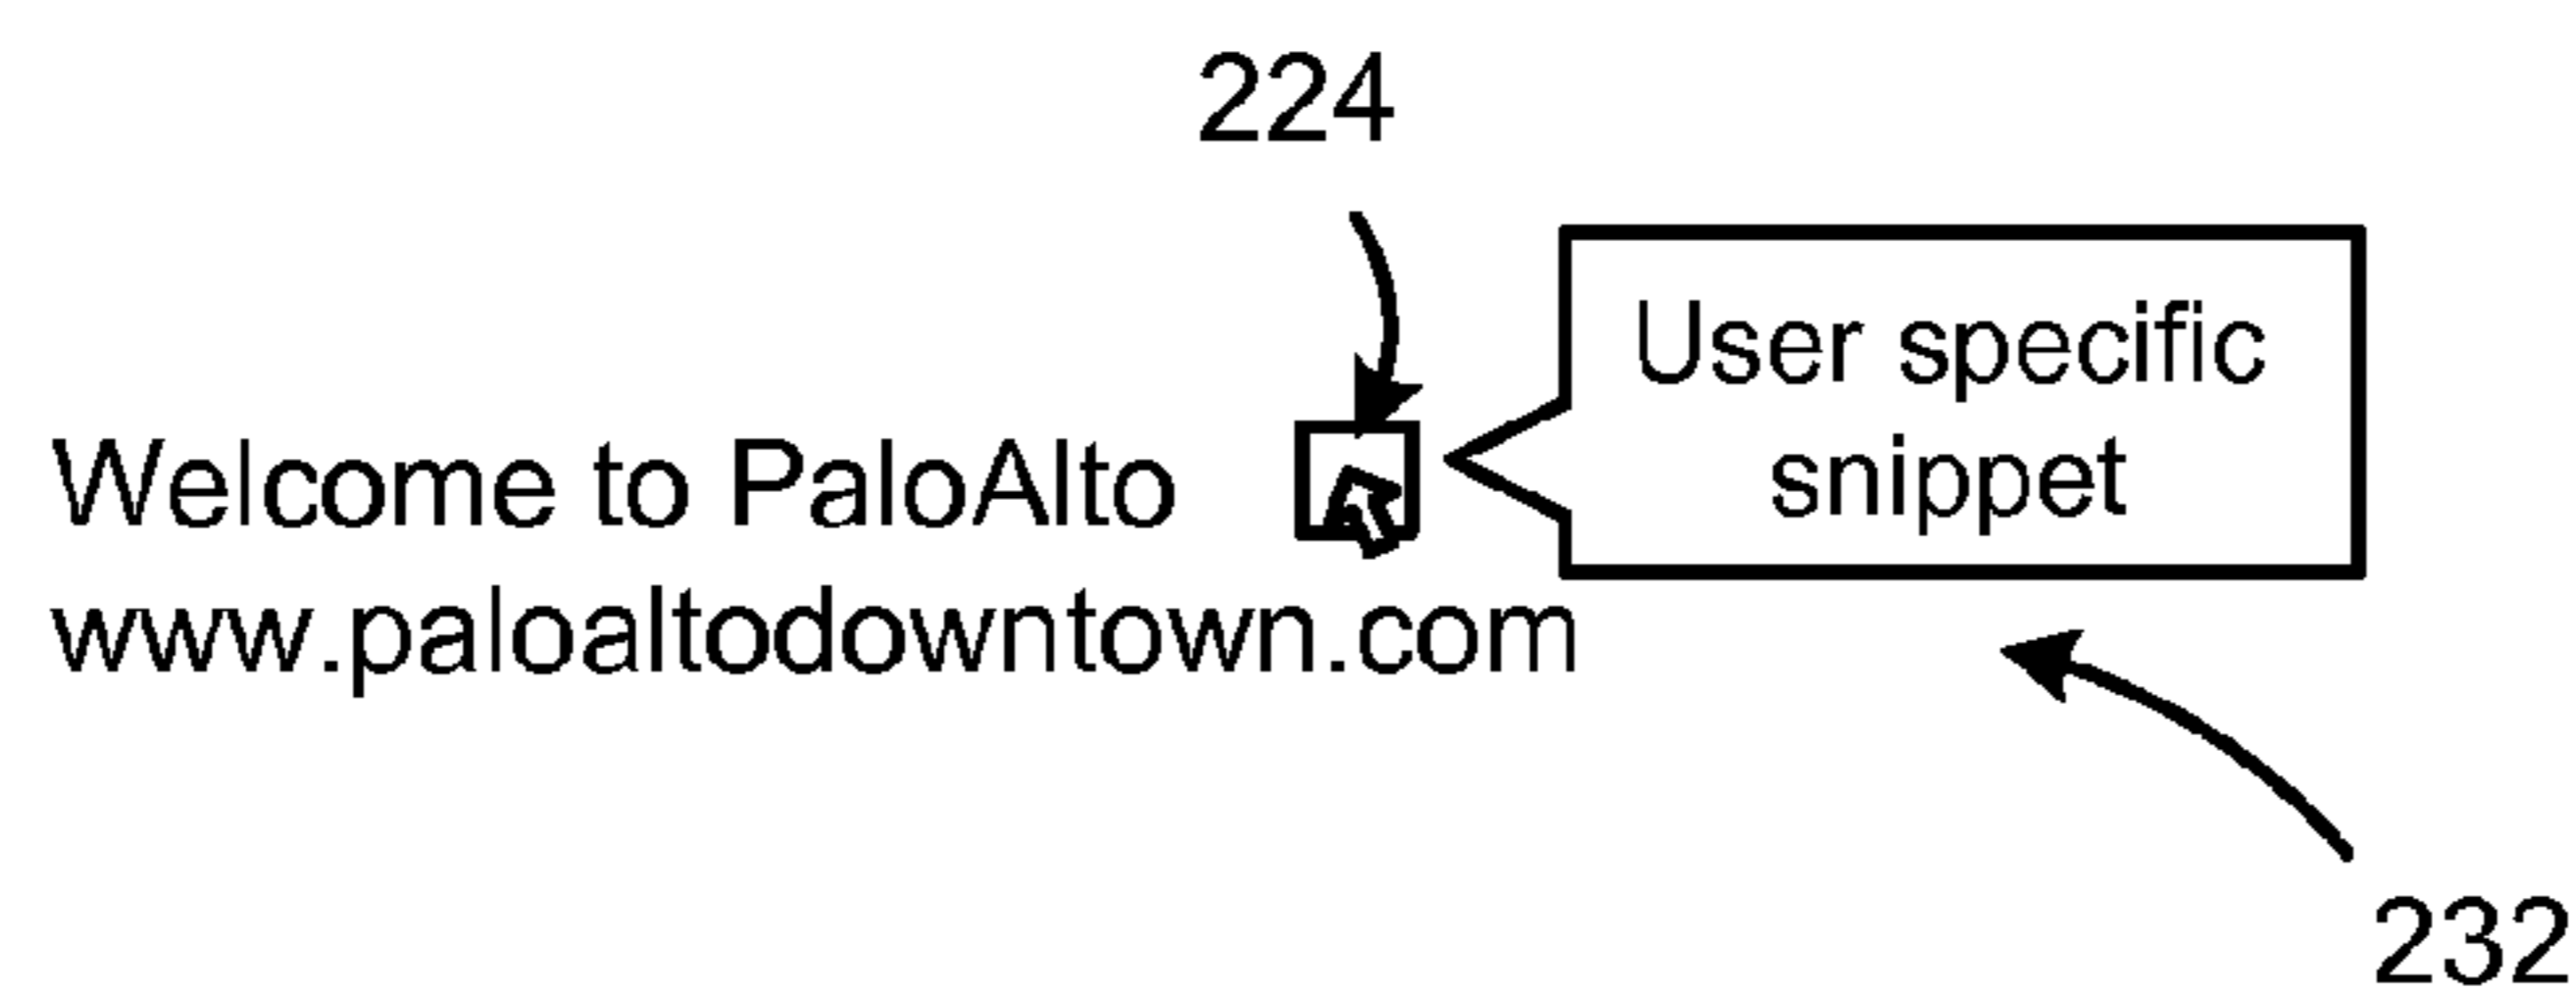 224
User specific
snippet
Welcome to PaloAlto
www.paloaltodowntown.com
232